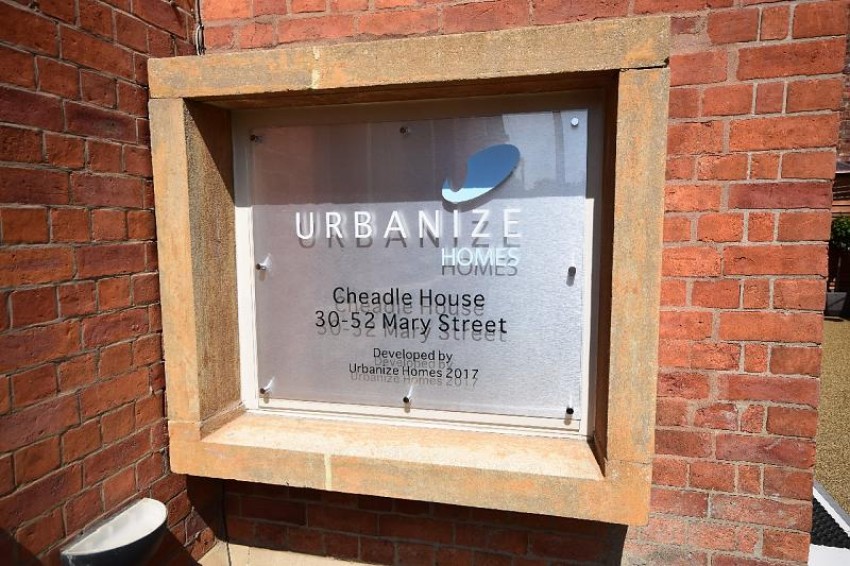 URBANIZE
HOMES
Cheadle House
30-52 Mary Street
Developed by
Urbanize Homes 2017